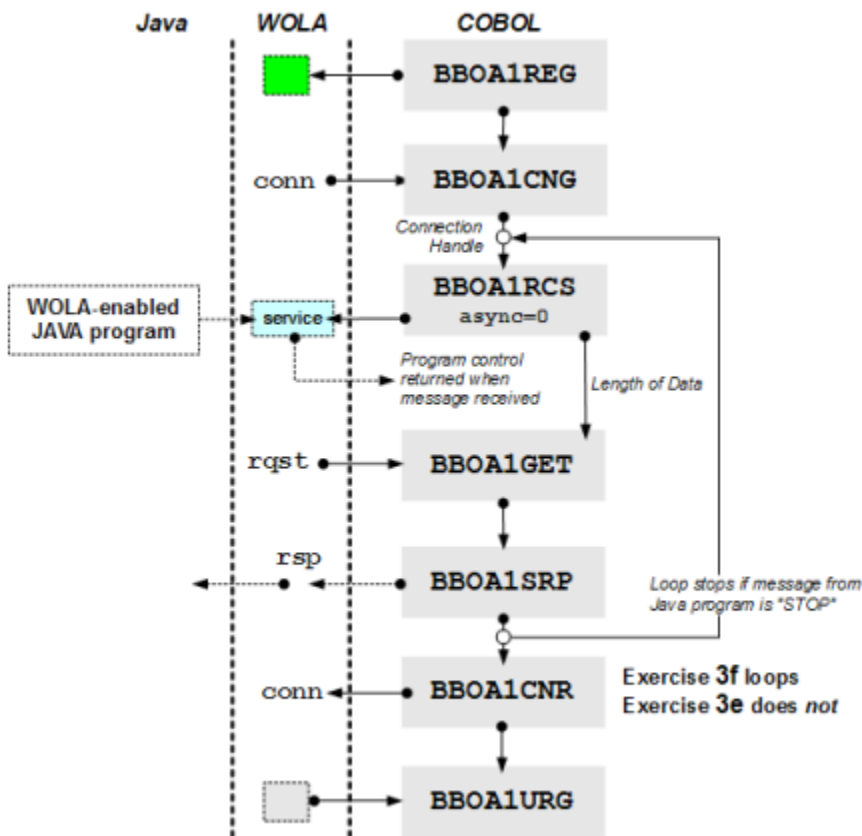 Java WOLA COBOL
BBOA1REG
conn
BBOA1CNG
Connection
Handle
BBOA1RCS
async=0
WOLA-enabled
JAVA program
service
Program control
returned when
message received
Length of Data
rqst
BBOA1GET
rsp
BBOA1SRP
Loop stops if message from
Java program is "STOP"
conn
BBOA1CNR
Exercise 3f loops
Exercise 3e does not
BBOA1URG